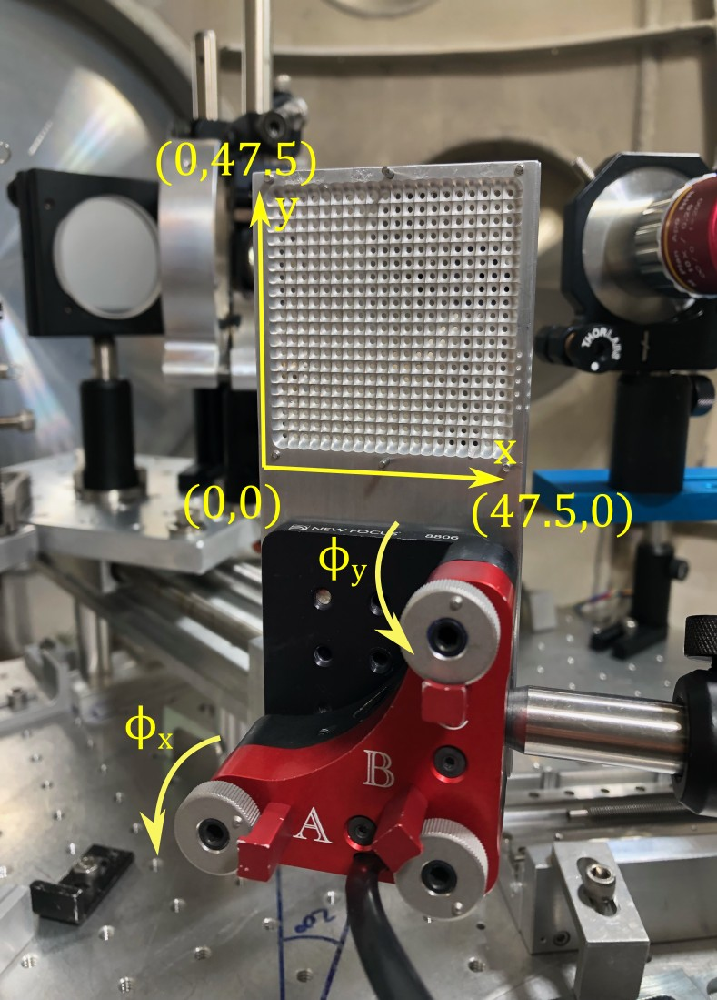 (0,47.5)
y
x
(0,0)
(47.5,0)
NEW FOCUS 8806
ϕy
ϕx
THORLABS
B
A